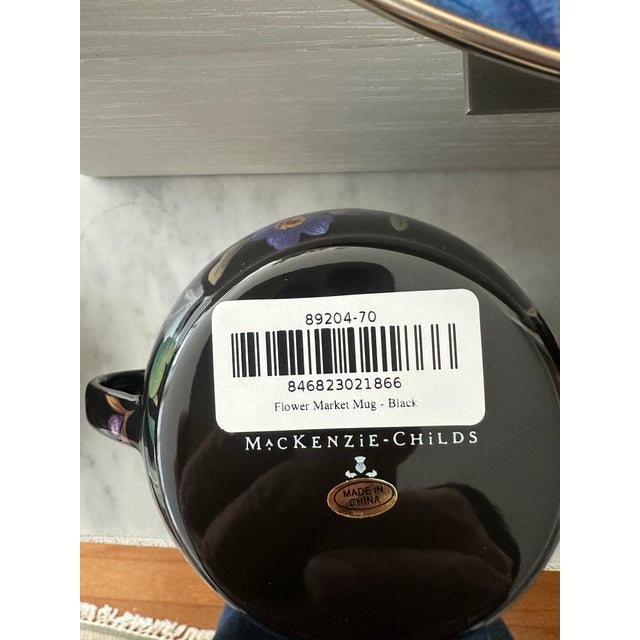 89204-70
846823021866
Flower Market Mug - Black
MACKENZIE-CHILDS
MADE IN
CHINA